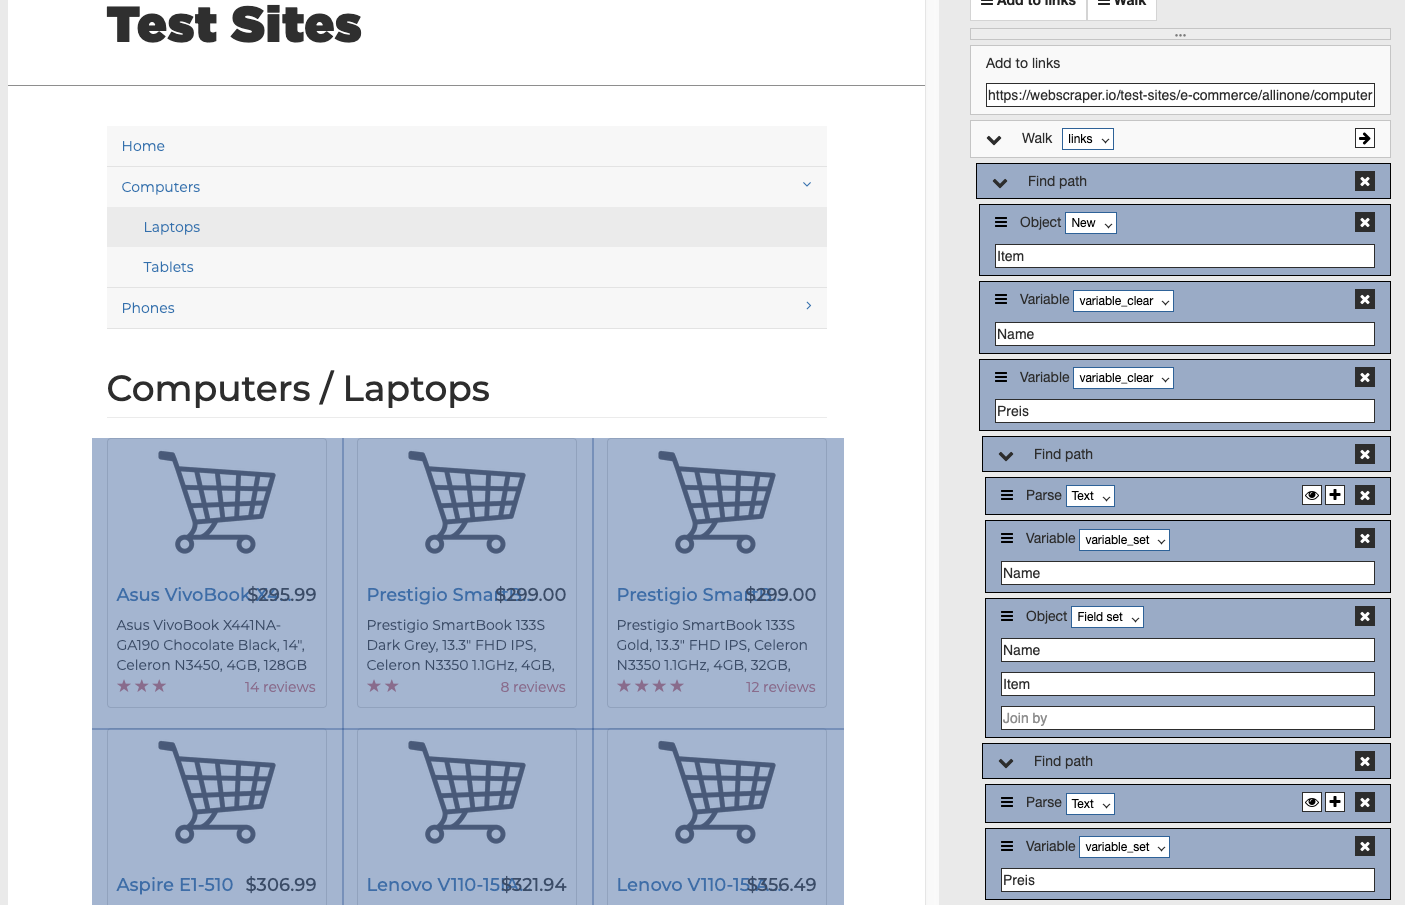 Test Sites
Home
Computers
Laptops
Tablets
Phones
Computers / Laptops
Asus VivoBook
$295.99
Asus VivoBook X441NA-
GA190 Chocolate Black, 14",
Celeron N3450, 4GB, 128GB
14 reviews
Prestigio
$299.00
Prestigio SmartBook 133S
Dark Grey, 13.3" FHD IPS,
Celeron N3350 1.1GHz, 4GB,
8 reviews
Prestigio
$299.00
Prestigio SmartBook 133S
Gold, 13.3" FHD IPS, Celeron
N3350 1.1GHz, 4GB, 32GB,
12 reviews
Aspire E1-510 $306.99
Lenovo
$321.94
Lenovo
$356.49
Add to links
Walk
...
Add to links
https://webscraper.io/test-sites/e-commerce/allinone/computer
Walk links
Find path
Object New
Item
Variable variable_clear
Name
Variable variable_clear
Preis
Find path
Parse Text
Variable variable_set
Name
Object Field set
Name
Item
Join by
Find path
Parse Text
Variable variable_set
Preis